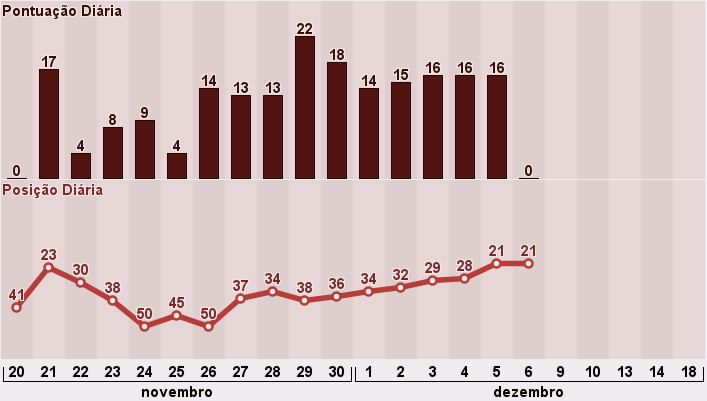 Pontuação Diária
0 17 4 8 9 4 14 13 13 22 18 14 15 16 16 16 0
Posição Diária
41 23 30 38 50 45 50 37 34 38 36 34 32 29 28 21 21
20 21 22 23 24 25 26 27 28 29 30 1 2 3 4 5 6 9 10 13 14 18
novembro dezembro